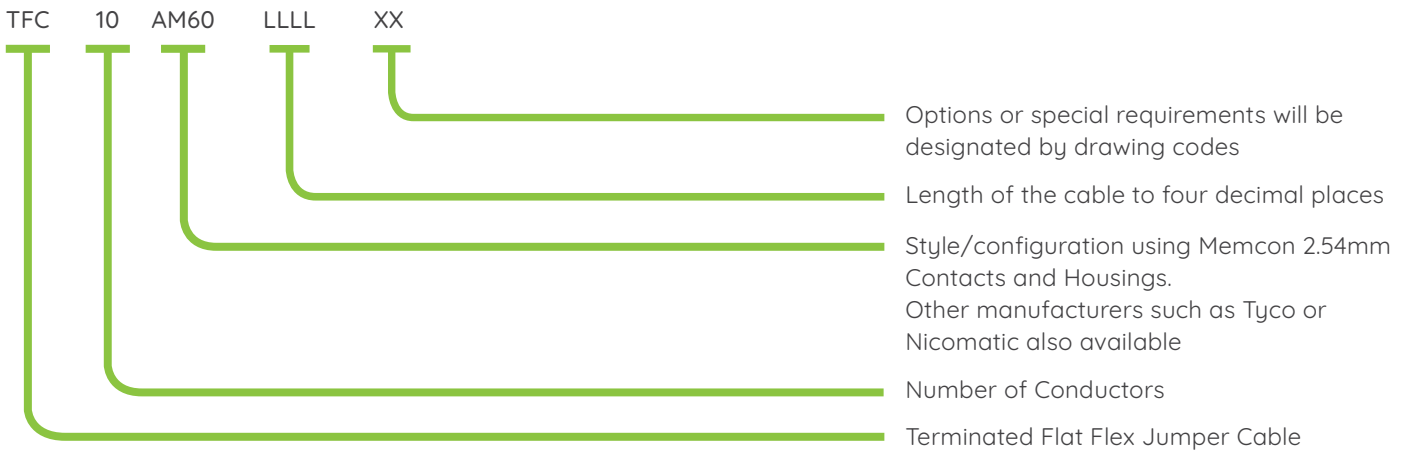 TFC 10 AM60 LLLL XX
Options or special requirements will be
designated by drawing codes
Length of the cable to four decimal places
Style/configuration using Memcon 2.54mm
Contacts and Housings.
Other manufacturers such as Tyco or
Nicomatic also available
Number of Conductors
Terminated Flat Flex Jumper Cable